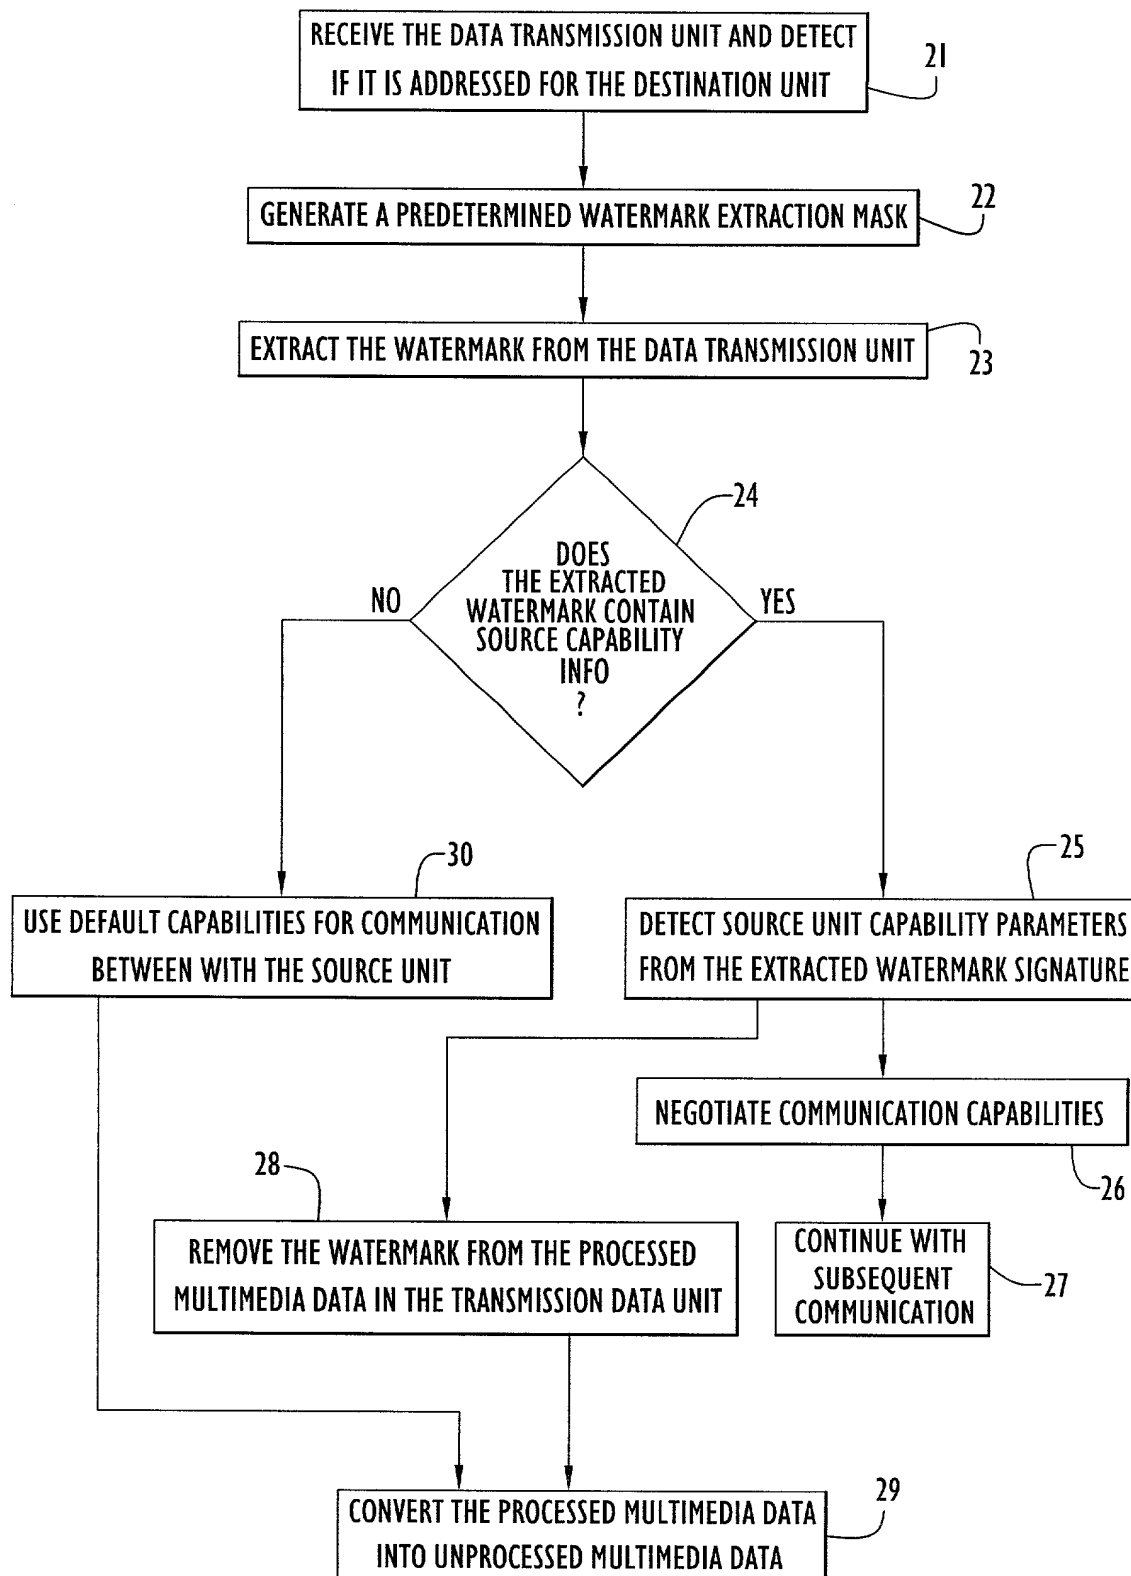 RECEIVE THE DATA TRANSMISSION UNIT AND DETECT
IF IT IS ADDRESSED FOR THE DESTINATION UNIT
21
GENERATE A PREDETERMINED WATERMARK EXTRACTION MASK
22
EXTRACT THE WATERMARK FROM THE DATA TRANSMISSION UNIT
23
24
DOES
THE EXTRACTED
WATERMARK CONTAIN
SOURCE CAPABILITY
INFO
?
NO
YES
30
USE DEFAULT CAPABILITIES FOR COMMUNICATION
BETWEEN WITH THE SOURCE UNIT
25
DETECT SOURCE UNIT CAPABILITY PARAMETERS
FROM THE EXTRACTED WATERMARK SIGNATURE
NEGOTIATE COMMUNICATION CAPABILITIES
26
28
REMOVE THE WATERMARK FROM THE PROCESSED
MULTIMEDIA DATA IN THE TRANSMISSION DATA UNIT
CONTINUE WITH
SUBSEQUENT
COMMUNICATION
27
29
CONVERT THE PROCESSED MULTIMEDIA DATA
INTO UNPROCESSED MULTIMEDIA DATA